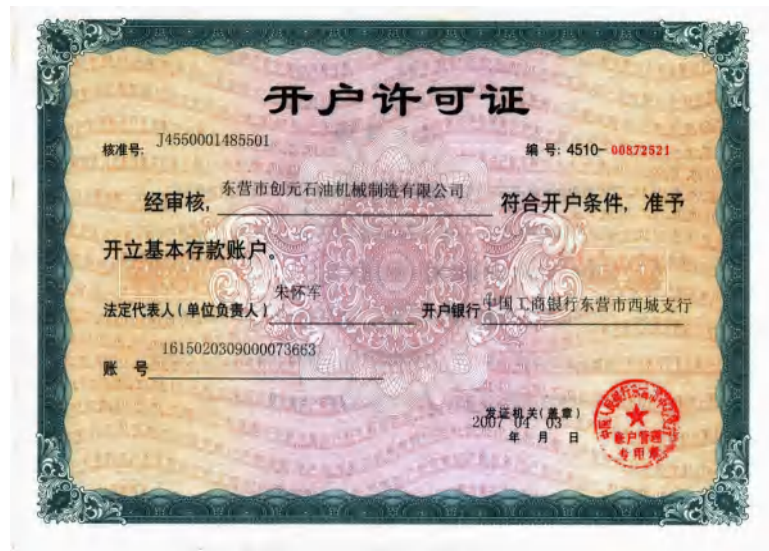 开户许可证
核准号: J4550001485501 编 号: 4510-00872521
经审核, 东营市创元石油机械制造有限公司 符合开户条件, 准予
开立基本存款账户。
法定代表人(单位负责人) 朱怀军 开户银行 中国工商银行东营市西城支行
账 号 1615020309000073663
发证机关(盖章)
2007 04 03
年 月 日
账户管理
专用章